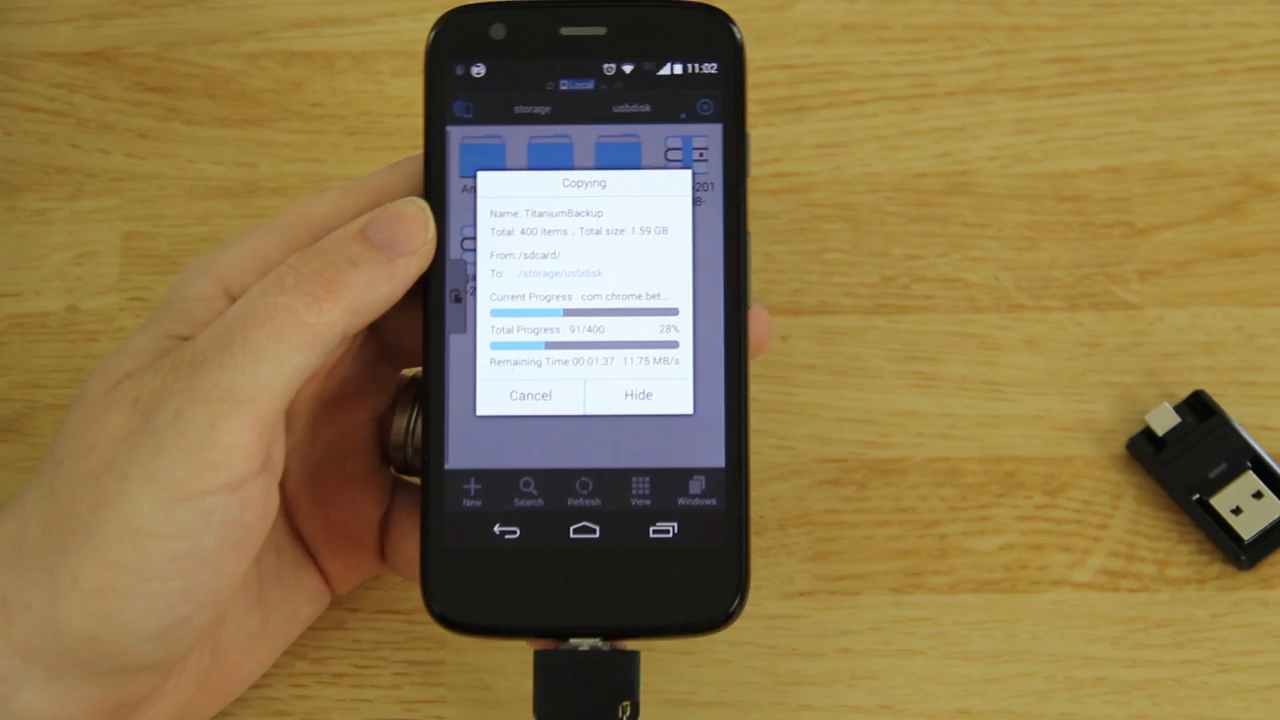 11:02
Local
storage usbdisk
201
Copying
Name: TitaniumBackup
Total: 400 items , Total size: 1.59 GB
From:/sdcard/
To: /storage/usbdisk
Current Progress : com.chrome.bet...
Total Progress : 91/400 28%
Remaining Time:00:01:37 11.75 MB/s
Cancel Hide
New Search Refresh View Windows